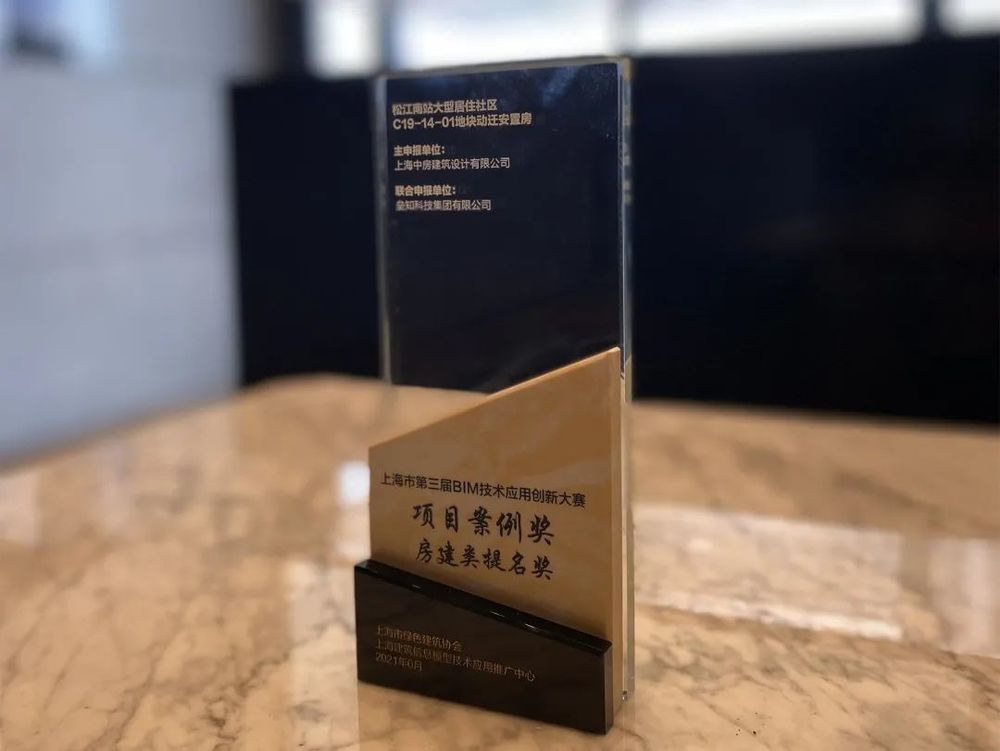 松江南站大型居住社区
C19-14-01地块动迁安置房
主申报单位：
上海中房建筑设计有限公司
联合申报单位：
垒知科技集团有限公司
上海市第三届BIM技术应用创新大赛
项目案例奖
房建类提名奖
上海市绿色建筑协会
上海建筑信息模型技术应用推广中心
2021年6月